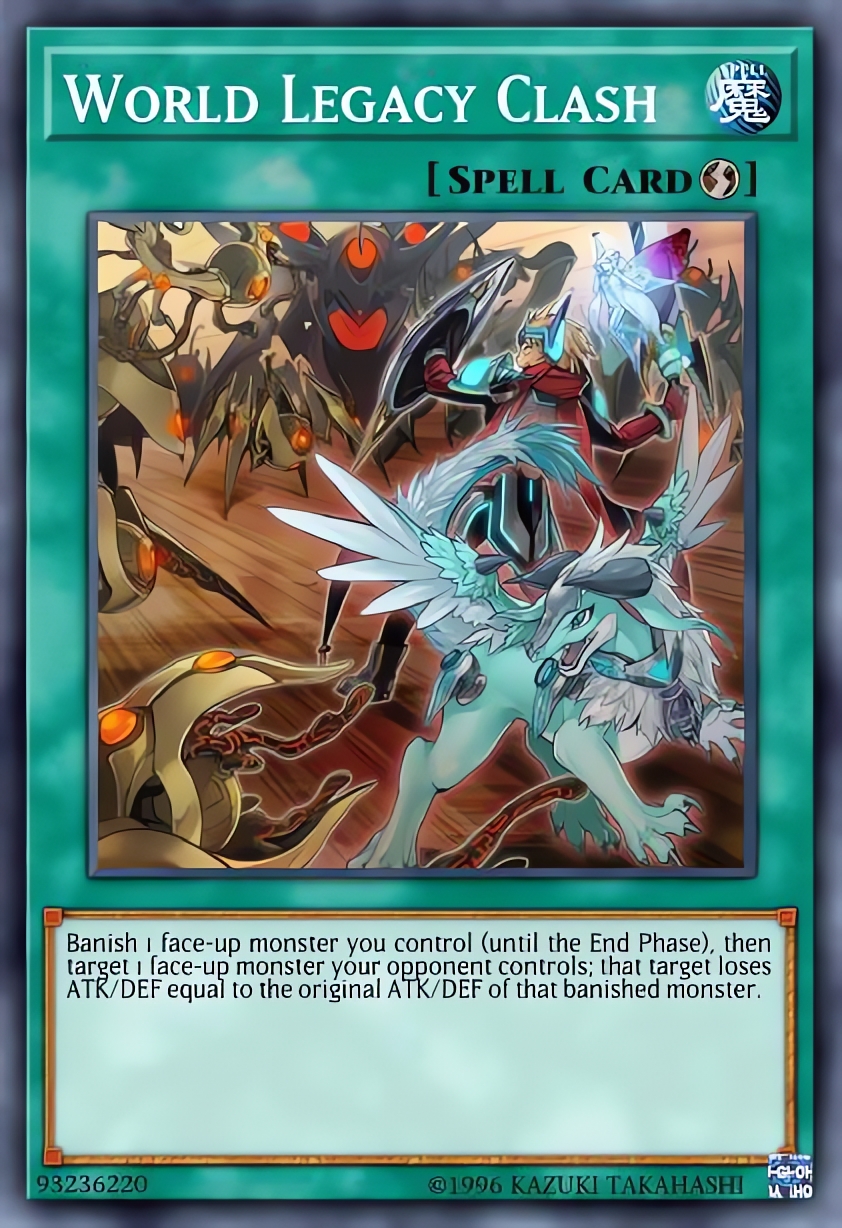 WORLD LEGACY CLASH
魔
[SPELL CARD]
Banish 1 face-up monster you control (until the End Phase), then
target 1 face-up monster your opponent controls; that target loses
ATK/DEF equal to the original ATK/DEF of that banished monster.
93236220
©1996 KAZUKI TAKAHASHI